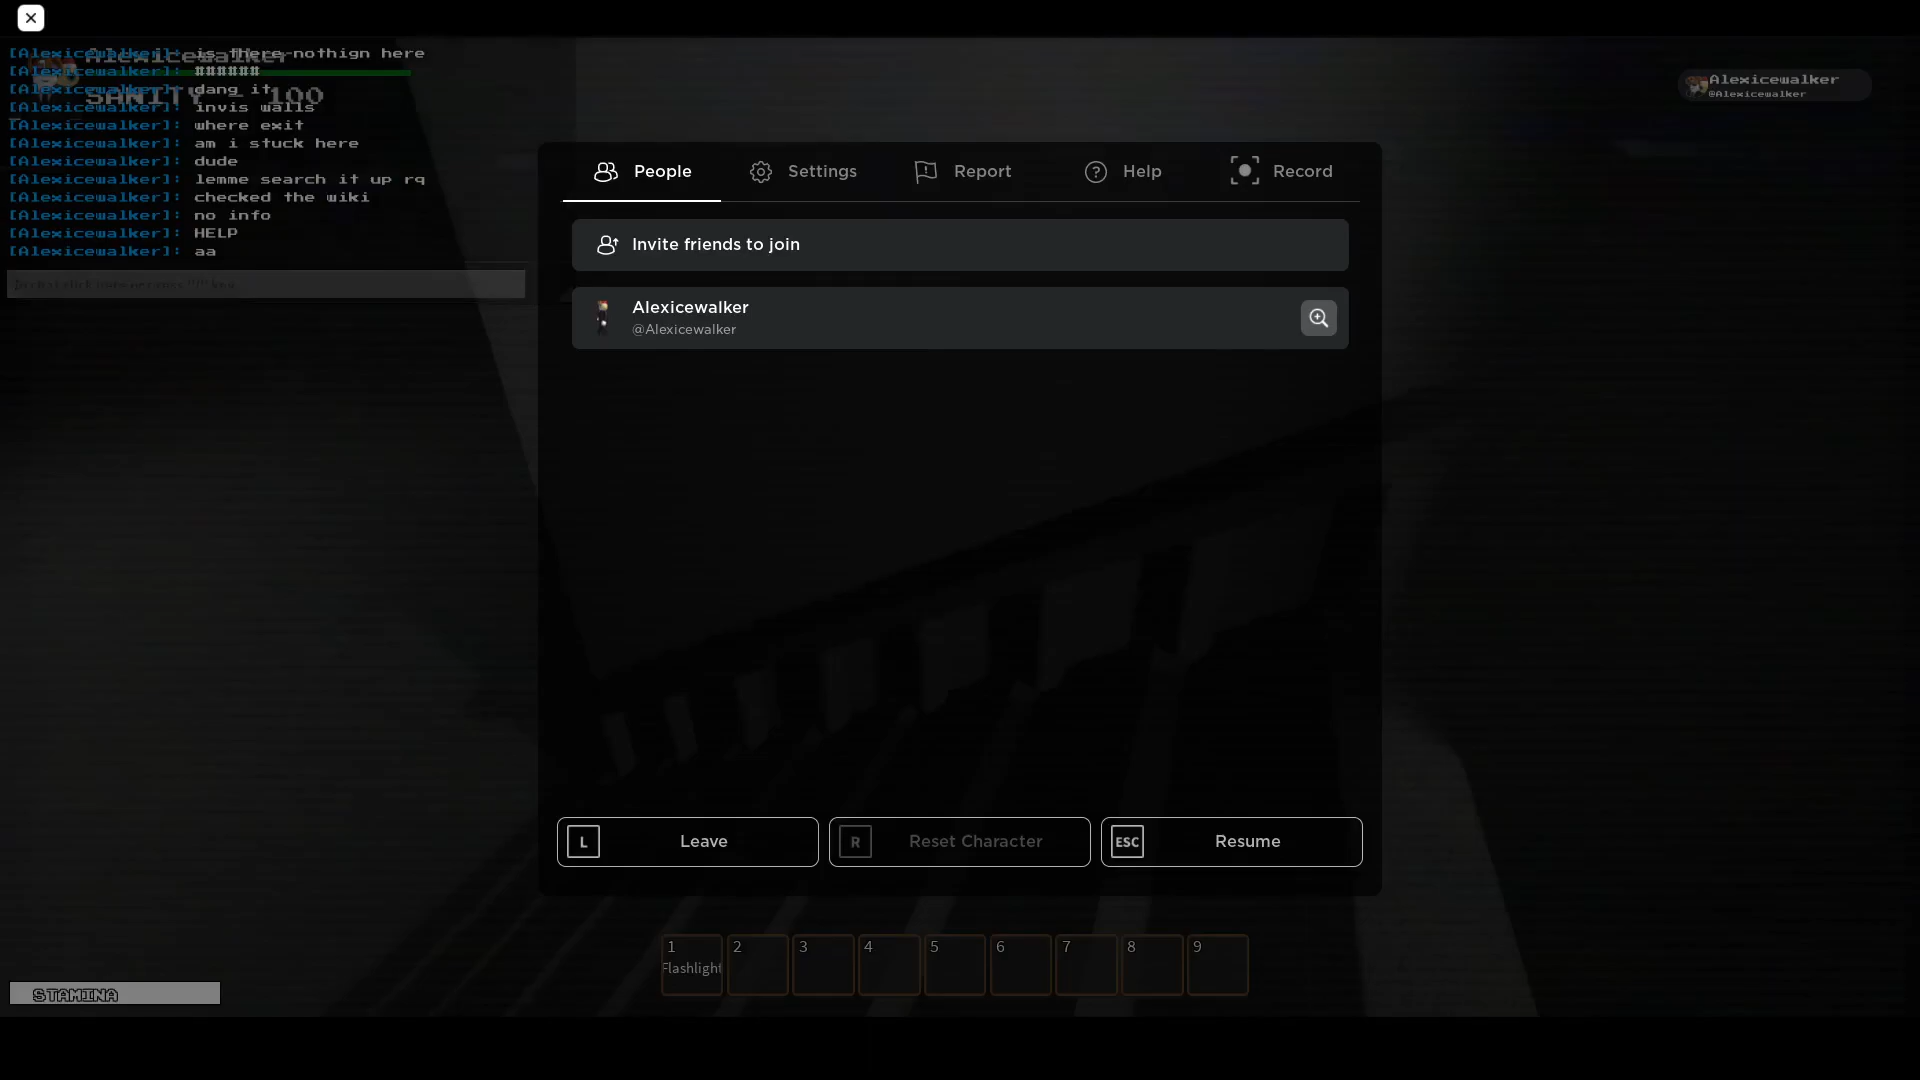 [Alexicewalker]: is there nothign here
[Alexicewalker]: ######
[Alexicewalker]: dang it
[Alexicewalker]: invis walls
[Alexicewalker]: where exit
[Alexicewalker]: am i stuck here
[Alexicewalker]: dude
[Alexicewalker]: lemme search it up rq
[Alexicewalker]: checked the wiki
[Alexicewalker]: no info
[Alexicewalker]: HELP
[Alexicewalker]: aa
Alexicewalker
SANITY - 100
Alexicewalker
@Alexicewalker
People
Settings
Report
Help
Record
Invite friends to join
Alexicewalker
@Alexicewalker
L Leave
R Reset Character
ESC Resume
1 2 3 4 5 6 7 8 9
Flashlight
STAMINA